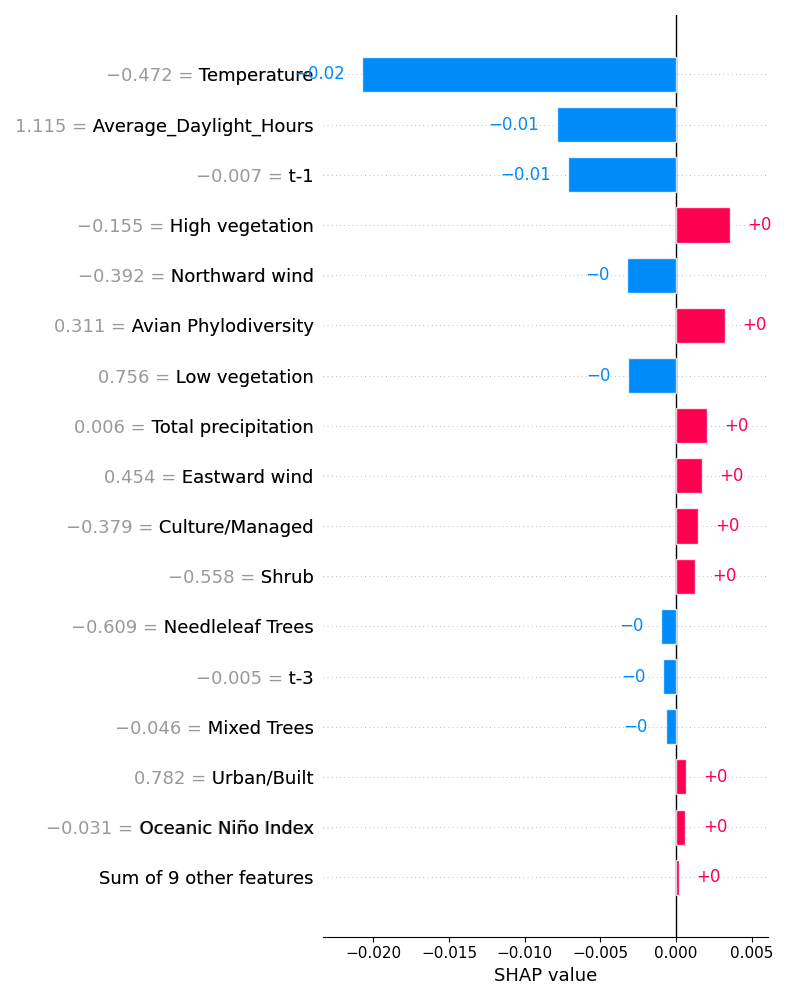 −0.472 = Temperature −0.02
1.115 = Average_Daylight_Hours −0.01
−0.007 = t-1 −0.01
−0.155 = High vegetation +0
−0.392 = Northward wind −0
0.311 = Avian Phylodiversity +0
0.756 = Low vegetation −0
0.006 = Total precipitation +0
0.454 = Eastward wind +0
−0.379 = Culture/Managed +0
−0.558 = Shrub +0
−0.609 = Needleleaf Trees −0
−0.005 = t-3 −0
−0.046 = Mixed Trees −0
0.782 = Urban/Built +0
−0.031 = Oceanic Niño Index +0
Sum of 9 other features +0
−0.020 −0.015 −0.010 −0.005 0.000 0.005
SHAP value